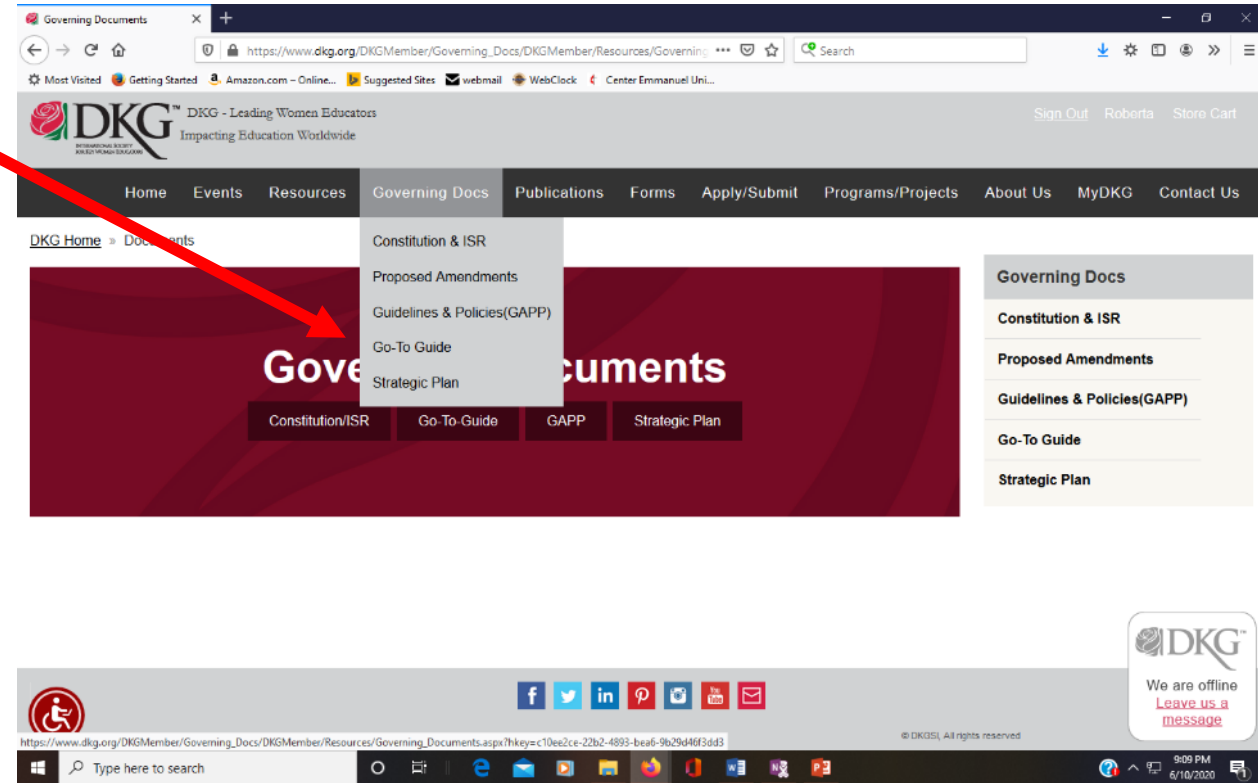 Governing Documents
https://www.dkg.org/DKGMember/Governing_Docs/DKGMember/Resources/Governing
Search
Most Visited Getting Started Amazon.com – Online... Suggested Sites webmail WebClock Center Emmanuel Uni...
DKG™ DKG - Leading Women Educators
Impacting Education Worldwide
Sign Out Roberta Store Cart
Home Events Resources Governing Docs Publications Forms Apply/Submit Programs/Projects About Us MyDKG Contact Us
DKG Home » Documents
Constitution & ISR
Proposed Amendments
Guidelines & Policies(GAPP)
Go-To Guide
Strategic Plan
Gove cuments
Constitution/ISR Go-To-Guide GAPP Strategic Plan
Governing Docs
Constitution & ISR
Proposed Amendments
Guidelines & Policies(GAPP)
Go-To Guide
Strategic Plan
DKG™
We are offline
Leave us a
message
© DKGSI, All rights reserved
https://www.dkg.org/DKGMember/Governing_Docs/DKGMember/Resources/Governing_Documents.aspx?hkey=c10ee2ce-22b2-4893-bea6-9b29d46f3dd3
Type here to search
9:09 PM
6/10/2020